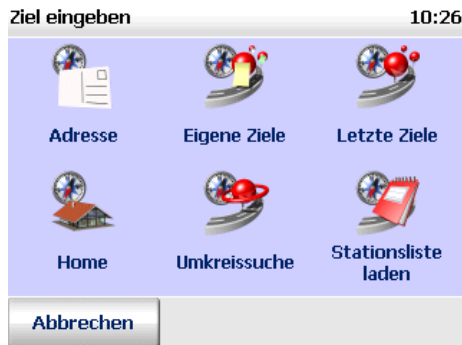 Ziel eingeben 10:26
Adresse Eigene Ziele Letzte Ziele
Home Umkreissuche Stationsliste
laden
Abbrechen